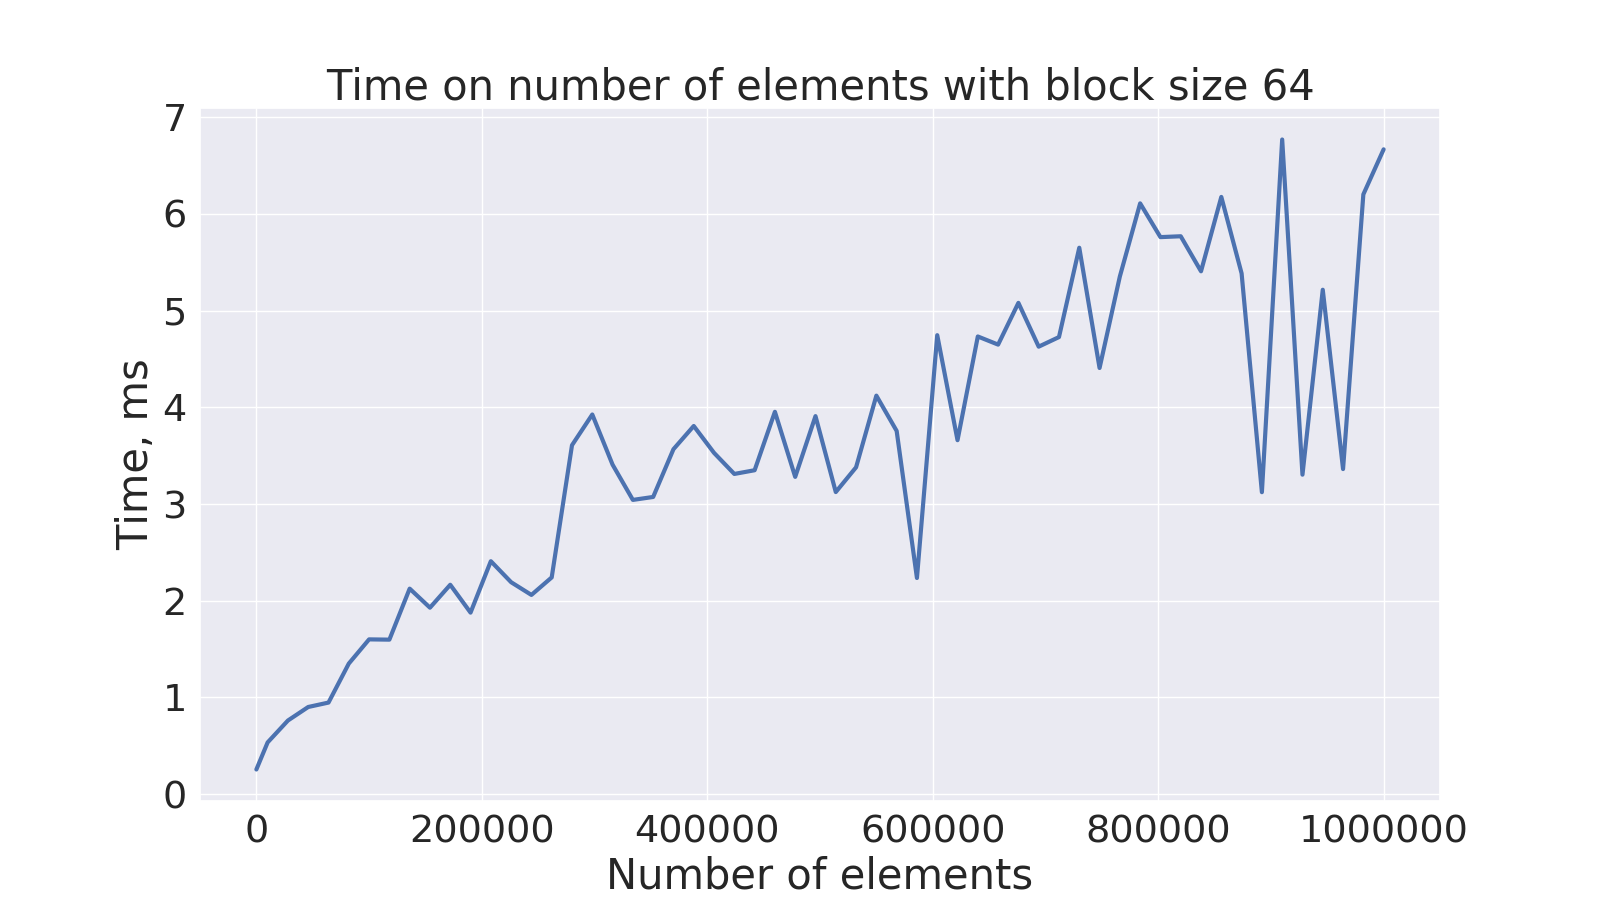 Time on number of elements with block size 64
7
6
5
4
3
2
1
0
Time, ms
0 200000 400000 600000 800000 1000000
Number of elements